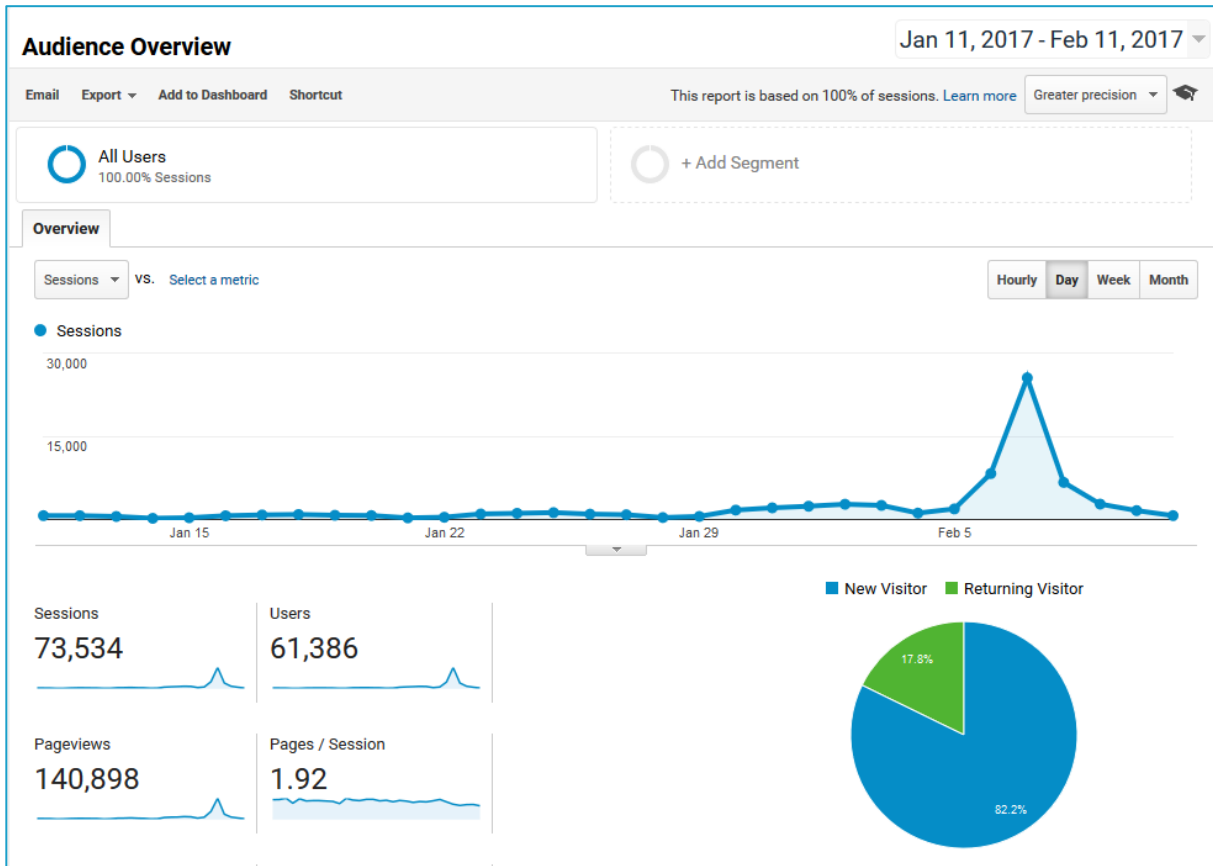 Audience Overview
Jan 11, 2017 - Feb 11, 2017
Email Export Add to Dashboard Shortcut
This report is based on 100% of sessions. Learn more Greater precision
All Users
100.00% Sessions
+ Add Segment
Overview
Sessions VS. Select a metric
Hourly Day Week Month
Sessions
30,000
15,000
Jan 15 Jan 22 Jan 29 Feb 5
New Visitor Returning Visitor
Sessions
73,534
Users
61,386
Pageviews
140,898
Pages / Session
1.92
17.8%
82.2%